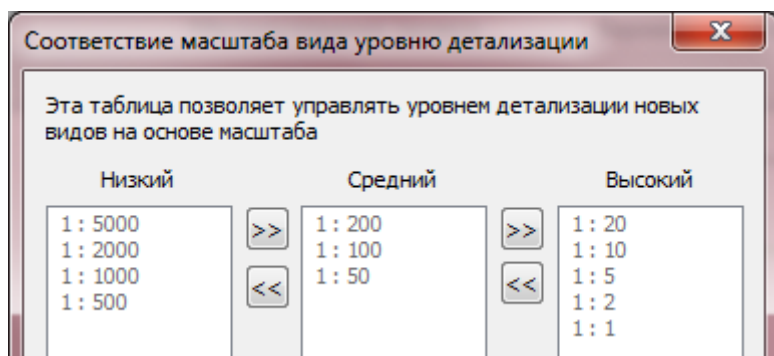 Соответствие масштаба вида уровню детализации
x
Эта таблица позволяет управлять уровнем детализации новых
видов на основе масштаба
Низкий
Средний
Высокий
1 : 5000
1 : 2000
1 : 1000
1 : 500
>>
<<
1 : 200
1 : 100
1 : 50
>>
<<
1 : 20
1 : 10
1 : 5
1 : 2
1 : 1